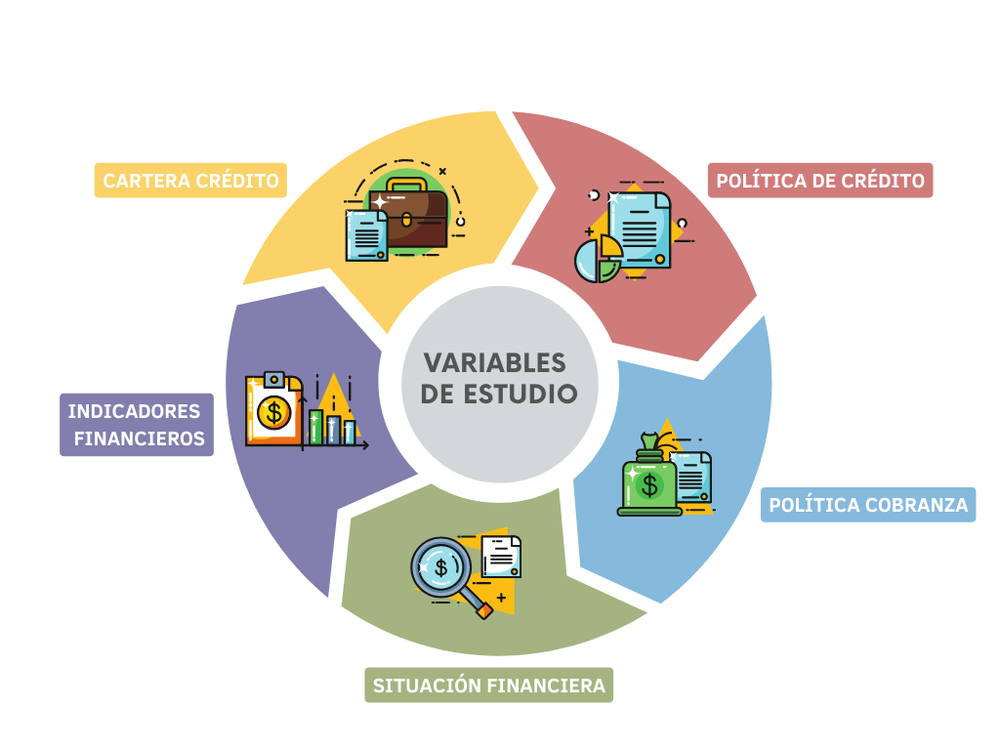 CARTERA CRÉDITO
POLÍTICA DE CRÉDITO
VARIABLES
DE ESTUDIO
INDICADORES
FINANCIEROS
POLÍTICA COBRANZA
SITUACIÓN FINANCIERA